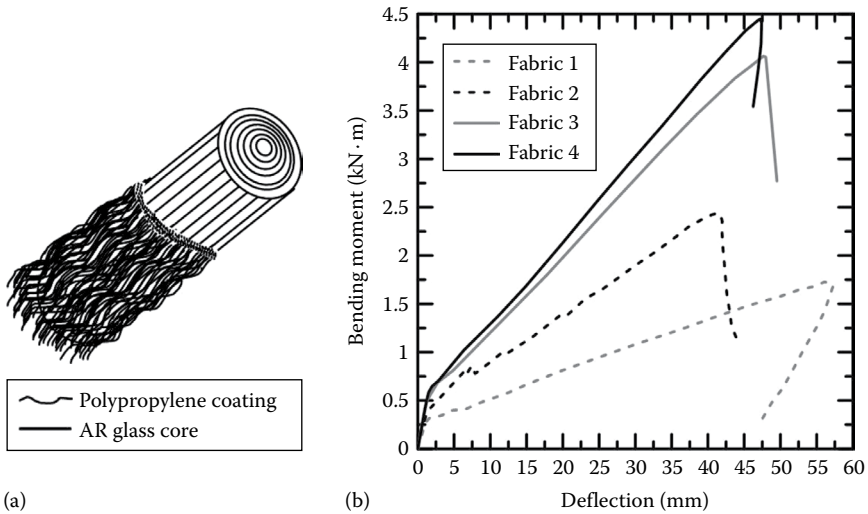 Polypropylene coating
AR glass core
(a)
Bending moment (kN · m)
4.5
4
3.5
3
2.5
2
1.5
1
0.5
0
Fabric 1
Fabric 2
Fabric 3
Fabric 4
0 5 10 15 20 25 30 35 40 45 50 55 60
(b)
Deflection (mm)